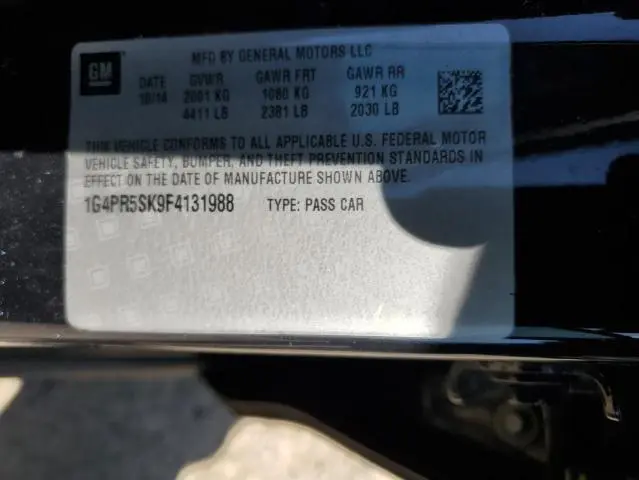 GM
MFD BY GENERAL MOTORS LLC
DATE GVWR GAWR FRT GAWR RR
10/14 2001 KG 1080 KG 921 KG
4411 LB 2381 LB 2030 LB
THIS VEHICLE CONFORMS TO ALL APPLICABLE U.S. FEDERAL MOTOR
VEHICLE SAFETY, BUMPER, AND THEFT PREVENTION STANDARDS IN
EFFECT ON THE DATE OF MANUFACTURE SHOWN ABOVE.
1G4PR5SK9F4131988 TYPE: PASS CAR